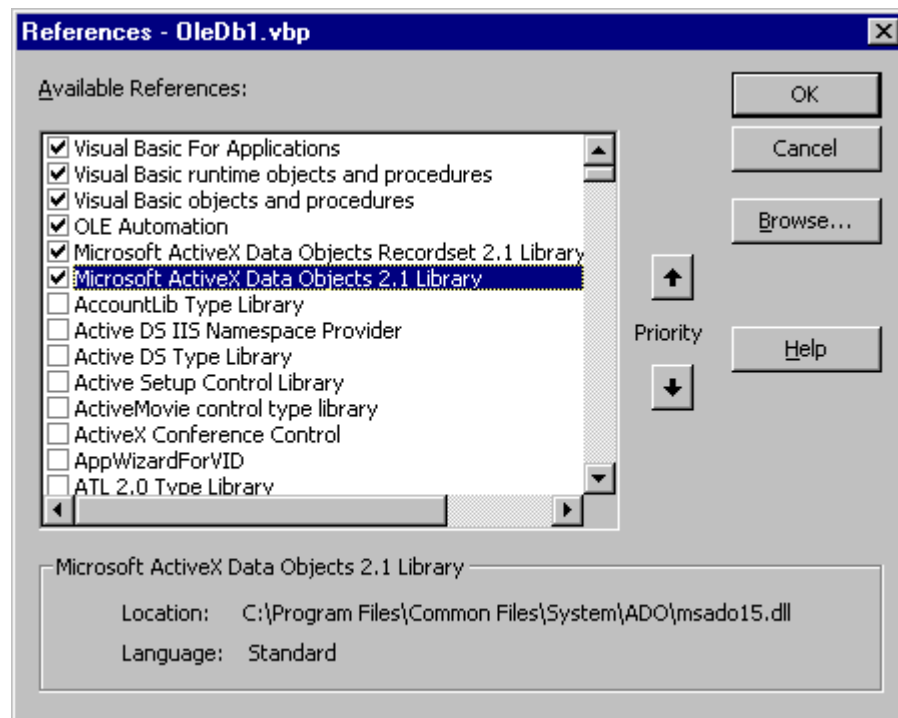 References - OleDb1.vbp
Available References:
OK
Cancel
Browse...
Help
Visual Basic For Applications
Visual Basic runtime objects and procedures
Visual Basic objects and procedures
OLE Automation
Microsoft ActiveX Data Objects Recordset 2.1 Library
Microsoft ActiveX Data Objects 2.1 Library
AccountLib Type Library
Active DS IIS Namespace Provider
Active DS Type Library
Active Setup Control Library
ActiveMovie control type library
ActiveX Conference Control
AppWizardForVID
ATL 2.0 Type Library
Priority
Microsoft ActiveX Data Objects 2.1 Library
Location: C:\Program Files\Common Files\System\ADO\msado15.dll
Language: Standard